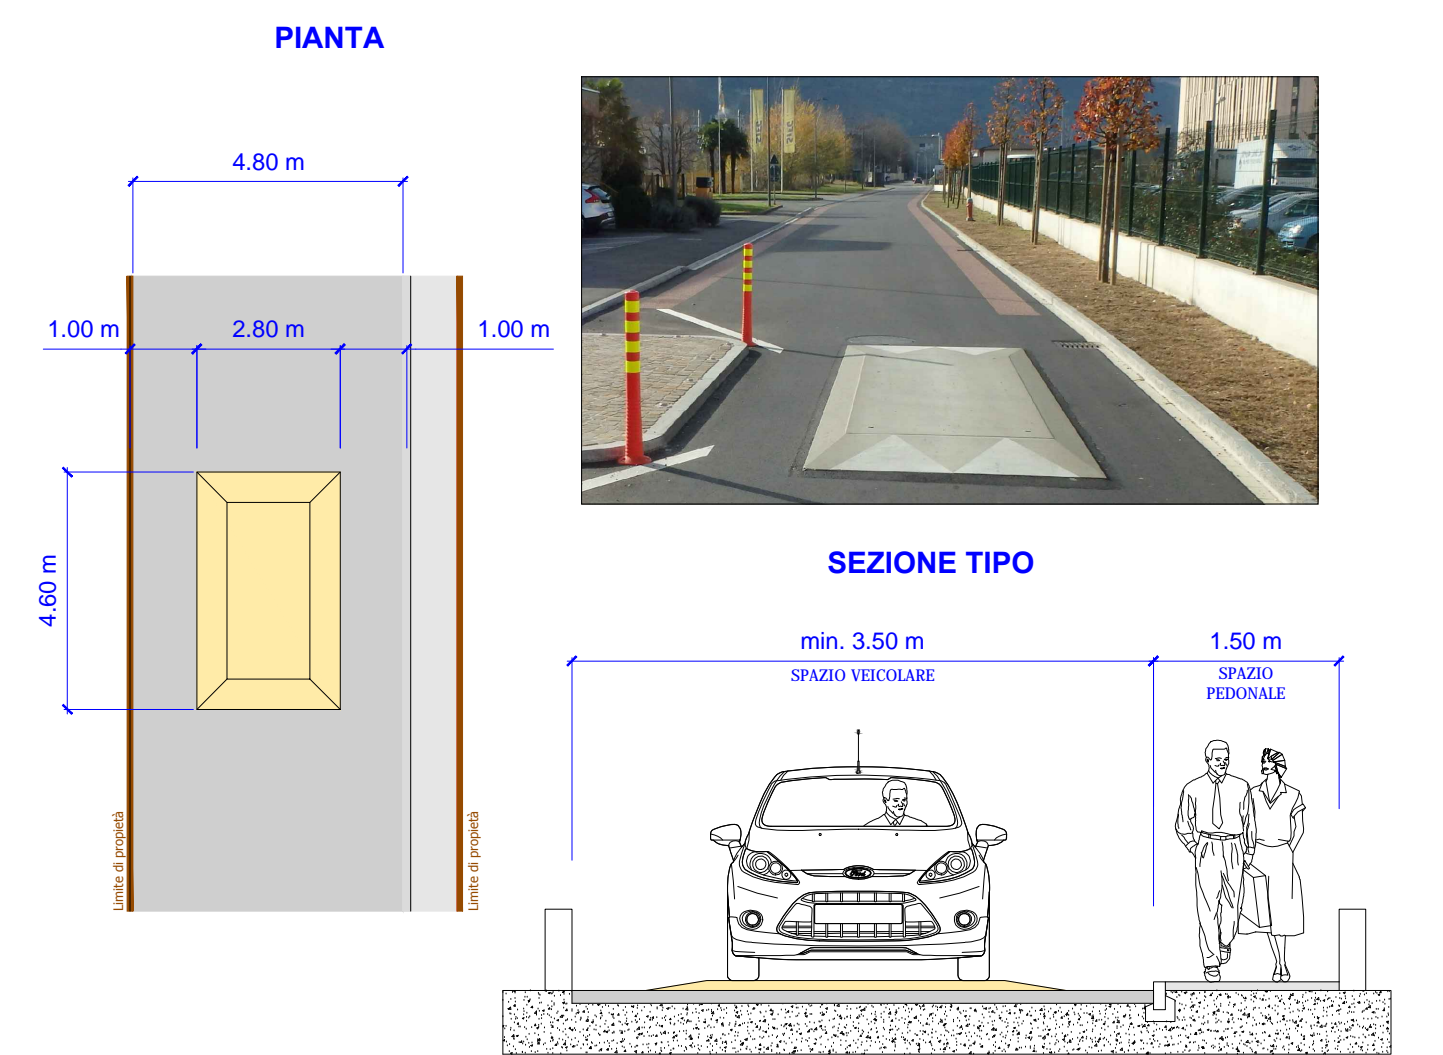 PIANTA
4.80 m
1.00 m
2.80 m
1.00 m
4.60 m
Limite di propietà
Limite di propietà
SEZIONE TIPO
min. 3.50 m
SPAZIO VEICOLARE
1.50 m
SPAZIO
PEDONALE
Ford